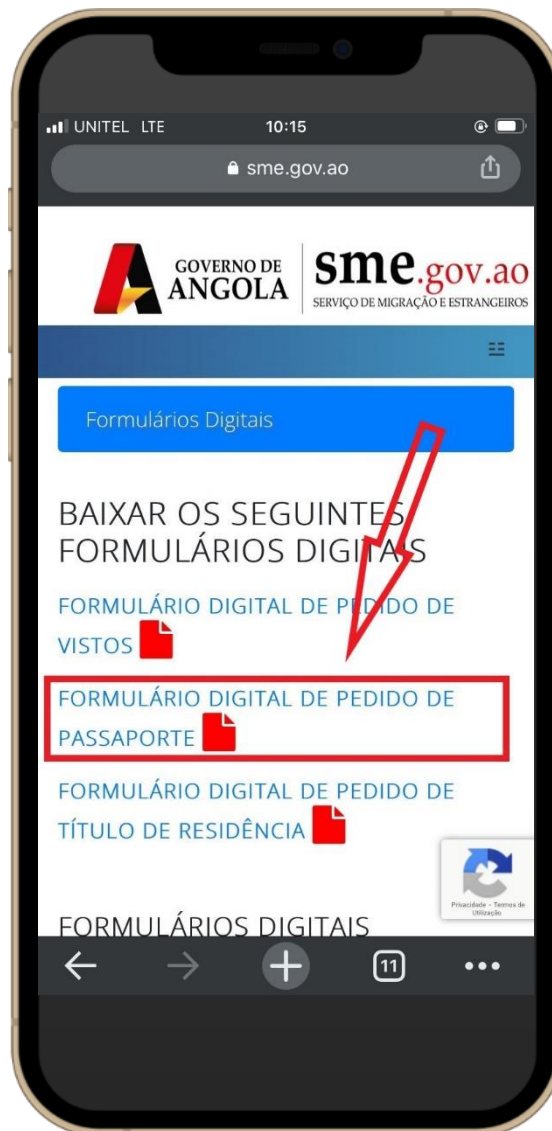 UNITEL LTE 10:15
sme.gov.ao
GOVERNO DE
ANGOLA
sme.gov.ao
SERVIÇO DE MIGRAÇÃO E ESTRANGEIROS
Formulários Digitais
BAIXAR OS SEGUINTES
FORMULÁRIOS DIGITAIS
FORMULÁRIO DIGITAL DE PEDIDO DE
VISTOS
FORMULÁRIO DIGITAL DE PEDIDO DE
PASSAPORTE
FORMULÁRIO DIGITAL DE PEDIDO DE
TÍTULO DE RESIDÊNCIA
Privacidade - Termos de
Utilização
FORMULÁRIOS DIGITAIS
11